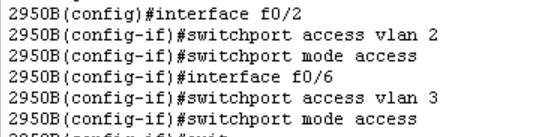 2950B(config)#interface f0/2
2950B(config-if)#switchport access vlan 2
2950B(config-if)#switchport mode access
2950B(config-if)#interface f0/6
2950B(config-if)#switchport access vlan 3
2950B(config-if)#switchport mode access